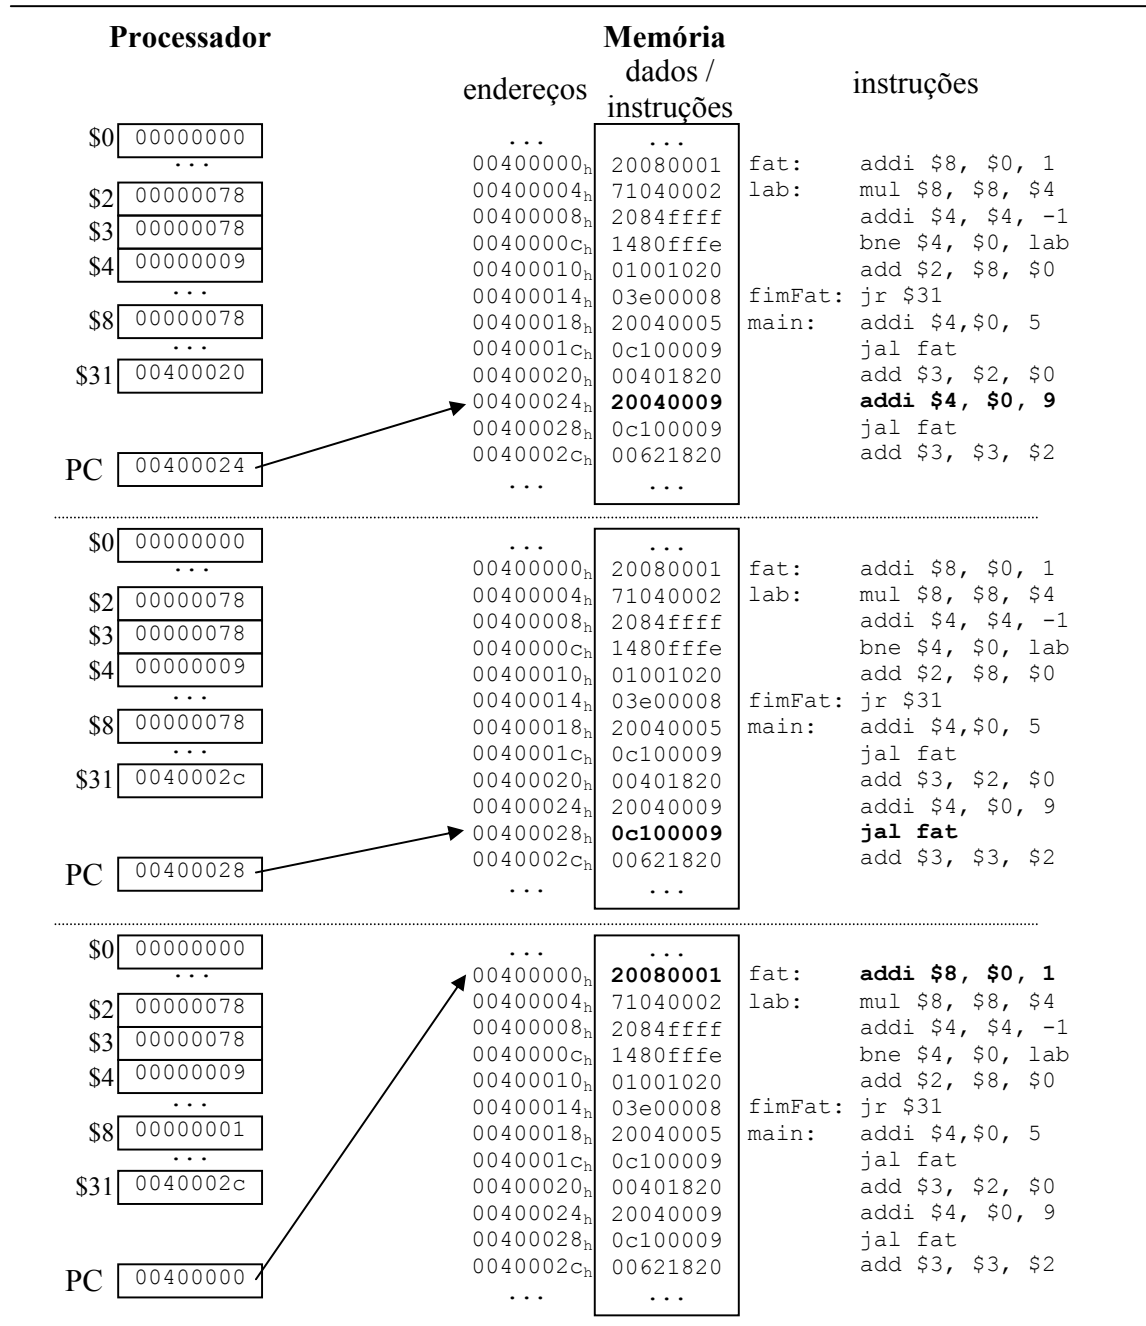 Processador Memória
endereços dados / instruções instruções
$0 00000000 ... ...
... 00400000h 20080001 fat: addi $8, $0, 1
$2 00000078 00400004h 71040002 lab: mul $8, $8, $4
$3 00000078 00400008h 2084ffff addi $4, $4, -1
0040000ch 1480fffe bne $4, $0, lab
$4 00000009 00400010h 01001020 add $2, $8, $0
... 00400014h 03e00008 fimFat: jr $31
$8 00000078 00400018h 20040005 main: addi $4,$0, 5
... 0040001ch 0c100009 jal fat
$31 00400020 00400020h 00401820 add $3, $2, $0
00400024h 20040009 addi $4, $0, 9
00400028h 0c100009 jal fat
PC 00400024 0040002ch 00621820 add $3, $3, $2
... ...
$0 00000000 ... ...
... 00400000h 20080001 fat: addi $8, $0, 1
$2 00000078 00400004h 71040002 lab: mul $8, $8, $4
$3 00000078 00400008h 2084ffff addi $4, $4, -1
0040000ch 1480fffe bne $4, $0, lab
$4 00000009 00400010h 01001020 add $2, $8, $0
... 00400014h 03e00008 fimFat: jr $31
$8 00000078 00400018h 20040005 main: addi $4,$0, 5
... 0040001ch 0c100009 jal fat
$31 0040002c 00400020h 00401820 add $3, $2, $0
00400024h 20040009 addi $4, $0, 9
00400028h 0c100009 jal fat
PC 00400028 0040002ch 00621820 add $3, $3, $2
... ...
$0 00000000 ... ...
... 00400000h 20080001 fat: addi $8, $0, 1
$2 00000078 00400004h 71040002 lab: mul $8, $8, $4
$3 00000078 00400008h 2084ffff addi $4, $4, -1
0040000ch 1480fffe bne $4, $0, lab
$4 00000009 00400010h 01001020 add $2, $8, $0
... 00400014h 03e00008 fimFat: jr $31
$8 00000001 00400018h 20040005 main: addi $4,$0, 5
... 0040001ch 0c100009 jal fat
$31 0040002c 00400020h 00401820 add $3, $2, $0
00400024h 20040009 addi $4, $0, 9
00400028h 0c100009 jal fat
PC 00400000 0040002ch 00621820 add $3, $3, $2
... ...